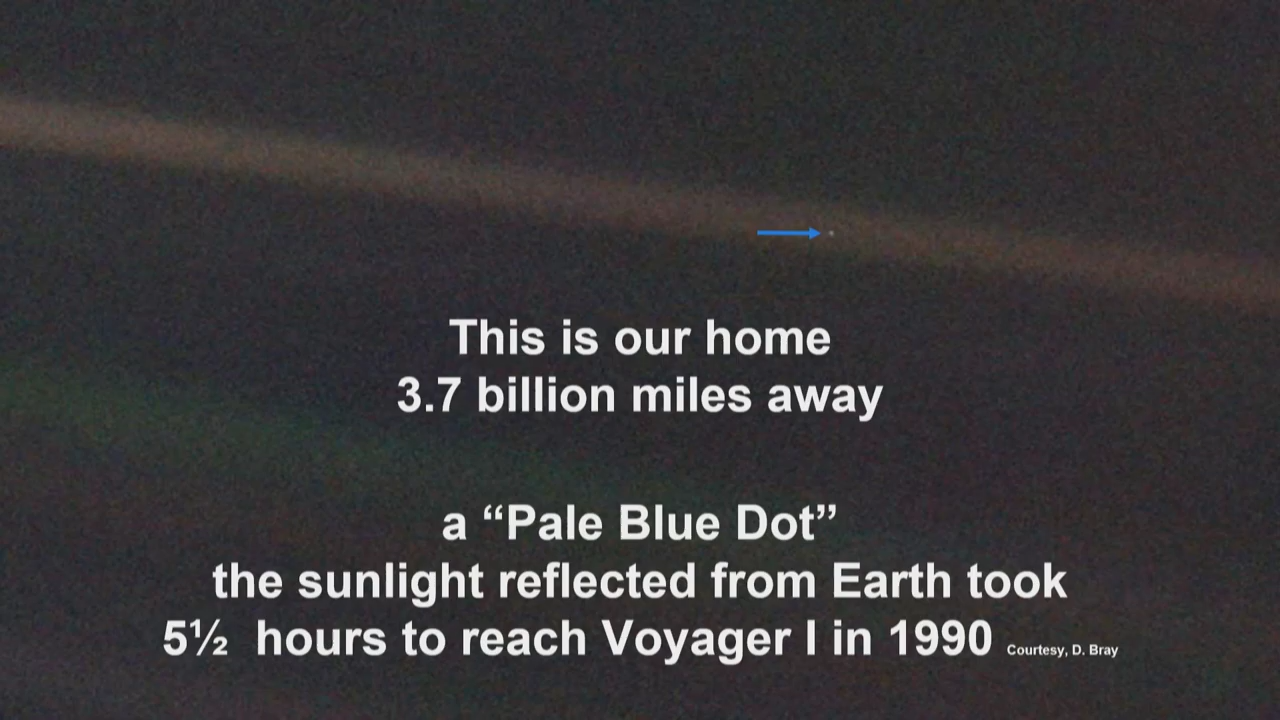 This is our home
3.7 billion miles away
a “Pale Blue Dot”
the sunlight reflected from Earth took
5½ hours to reach Voyager I in 1990 Courtesy, D. Bray